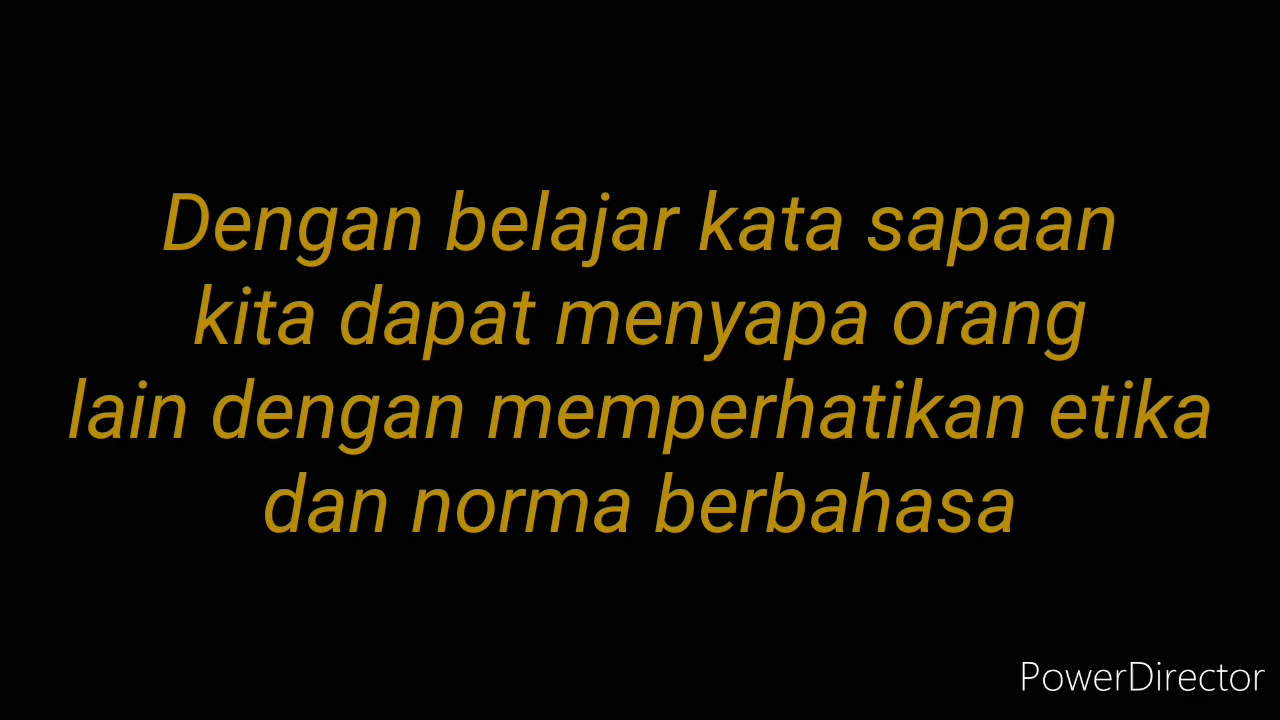 Dengan belajar kata sapaan
kita dapat menyapa orang
lain dengan memperhatikan etika
dan norma berbahasa
PowerDirector